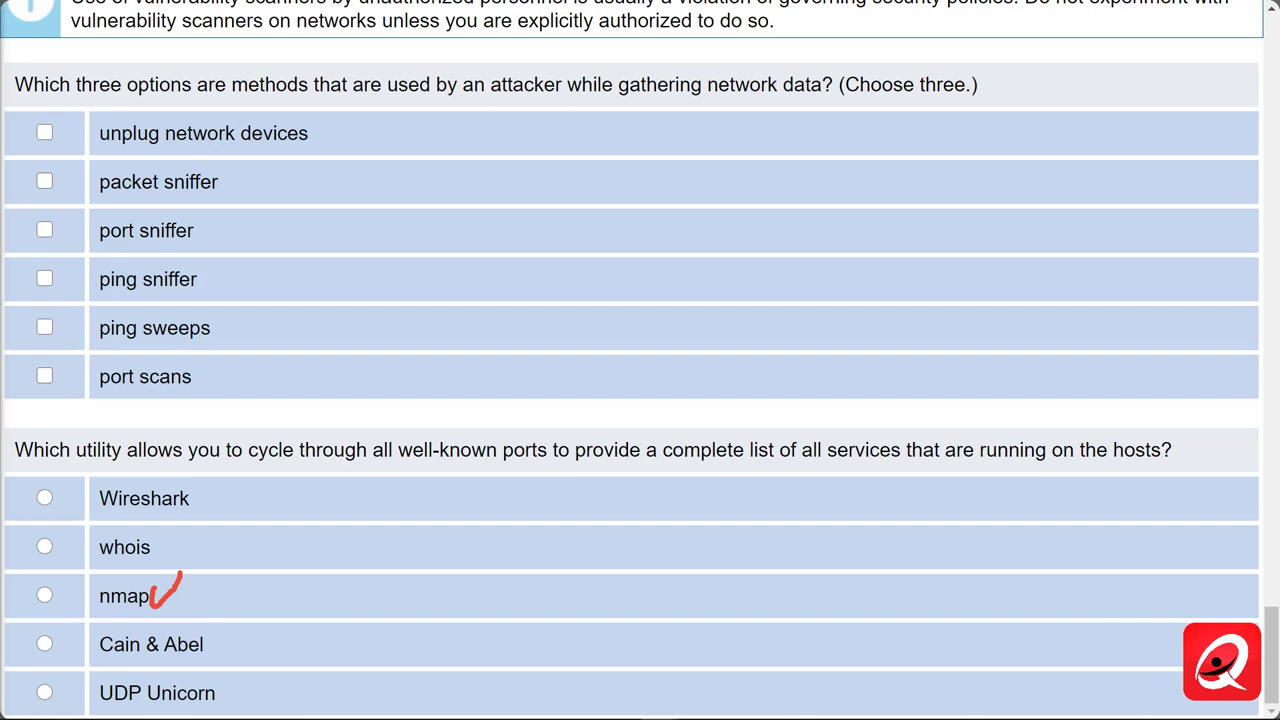 vulnerability scanners on networks unless you are explicitly authorized to do so.
Which three options are methods that are used by an attacker while gathering network data? (Choose three.)
unplug network devices
packet sniffer
port sniffer
ping sniffer
ping sweeps
port scans
Which utility allows you to cycle through all well-known ports to provide a complete list of all services that are running on the hosts?
Wireshark
whois
nmap
Cain & Abel
UDP Unicorn